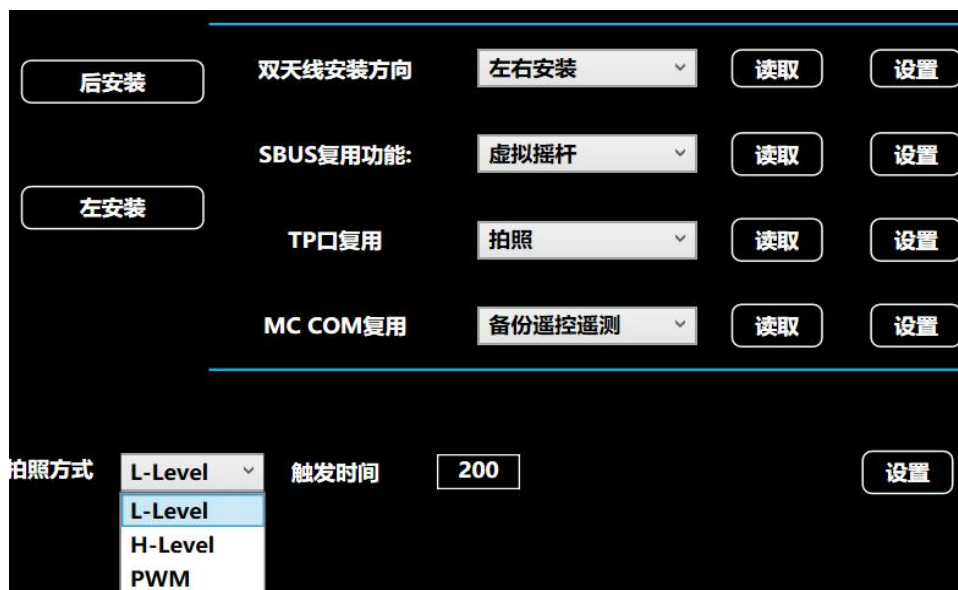 双天线安装方向 左右安装 读取 设置
后安装
SBUS复用功能: 虚拟摇杆 读取 设置
左安装
TP口复用 拍照 读取 设置
MC COM复用 备份遥控遥测 读取 设置
拍照方式 L-Level 触发时间 200 设置
L-Level
H-Level
PWM